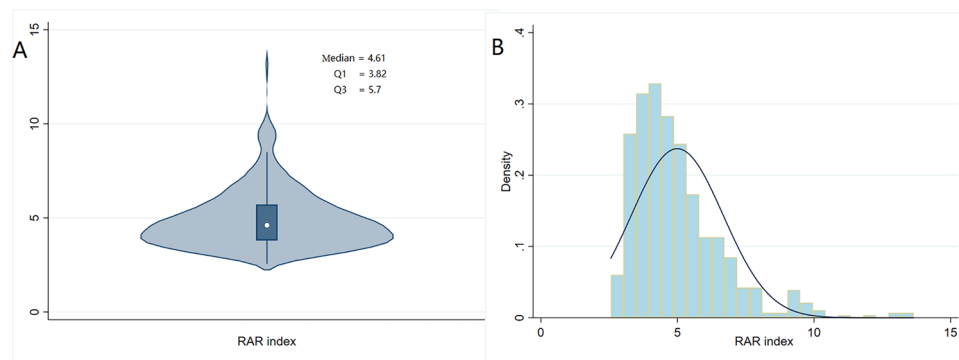 A
15
10
5
0
Median = 4.61
Q1 = 3.82
Q3 = 5.7
RAR index
B
.4
.3
.2
.1
0
Density
0 5 10 15
RAR index